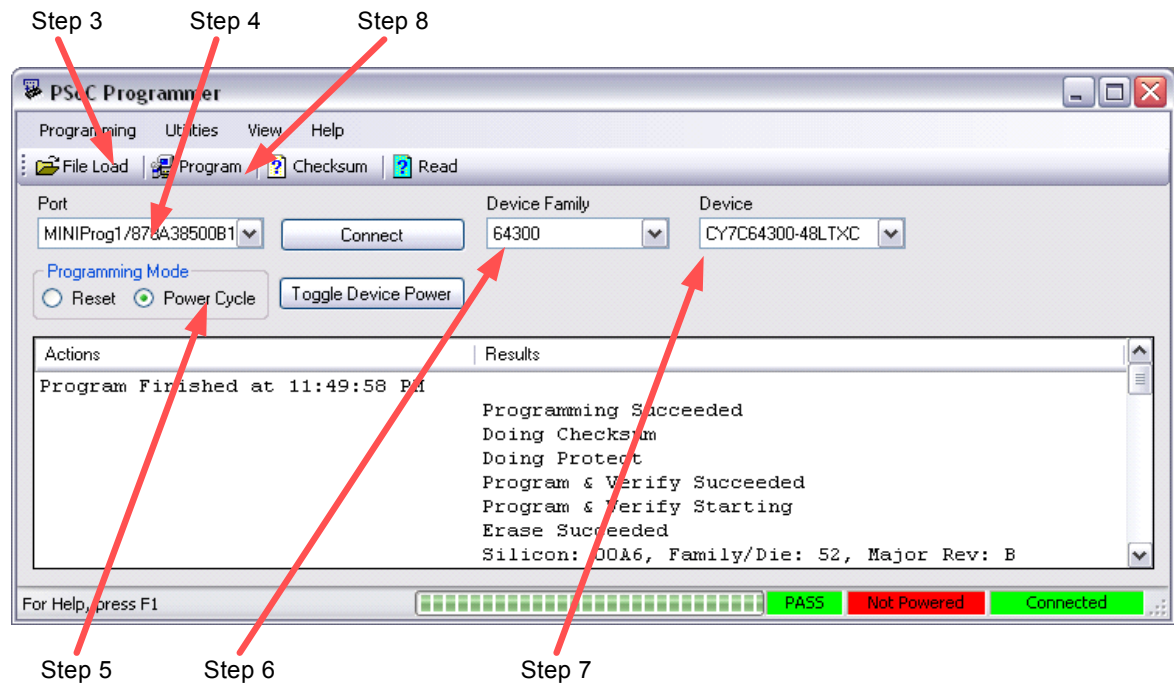 Step 3 Step 4 Step 8
PSoC Programmer
Programming Utilities View Help
File Load Program Checksum Read
Port Device Family Device
MINIProg1/878A38500B1 Connect 64300 CY7C64300-48LTXC
Programming Mode
Reset Power Cycle Toggle Device Power
Actions Results
Program Finished at 11:49:58 PM
Programming Succeeded
Doing Checksum
Doing Protect
Program & Verify Succeeded
Program & Verify Starting
Erase Succeeded
Silicon: 00A6, Family/Die: 52, Major Rev: B
For Help, press F1 PASS Not Powered Connected
Step 5 Step 6 Step 7